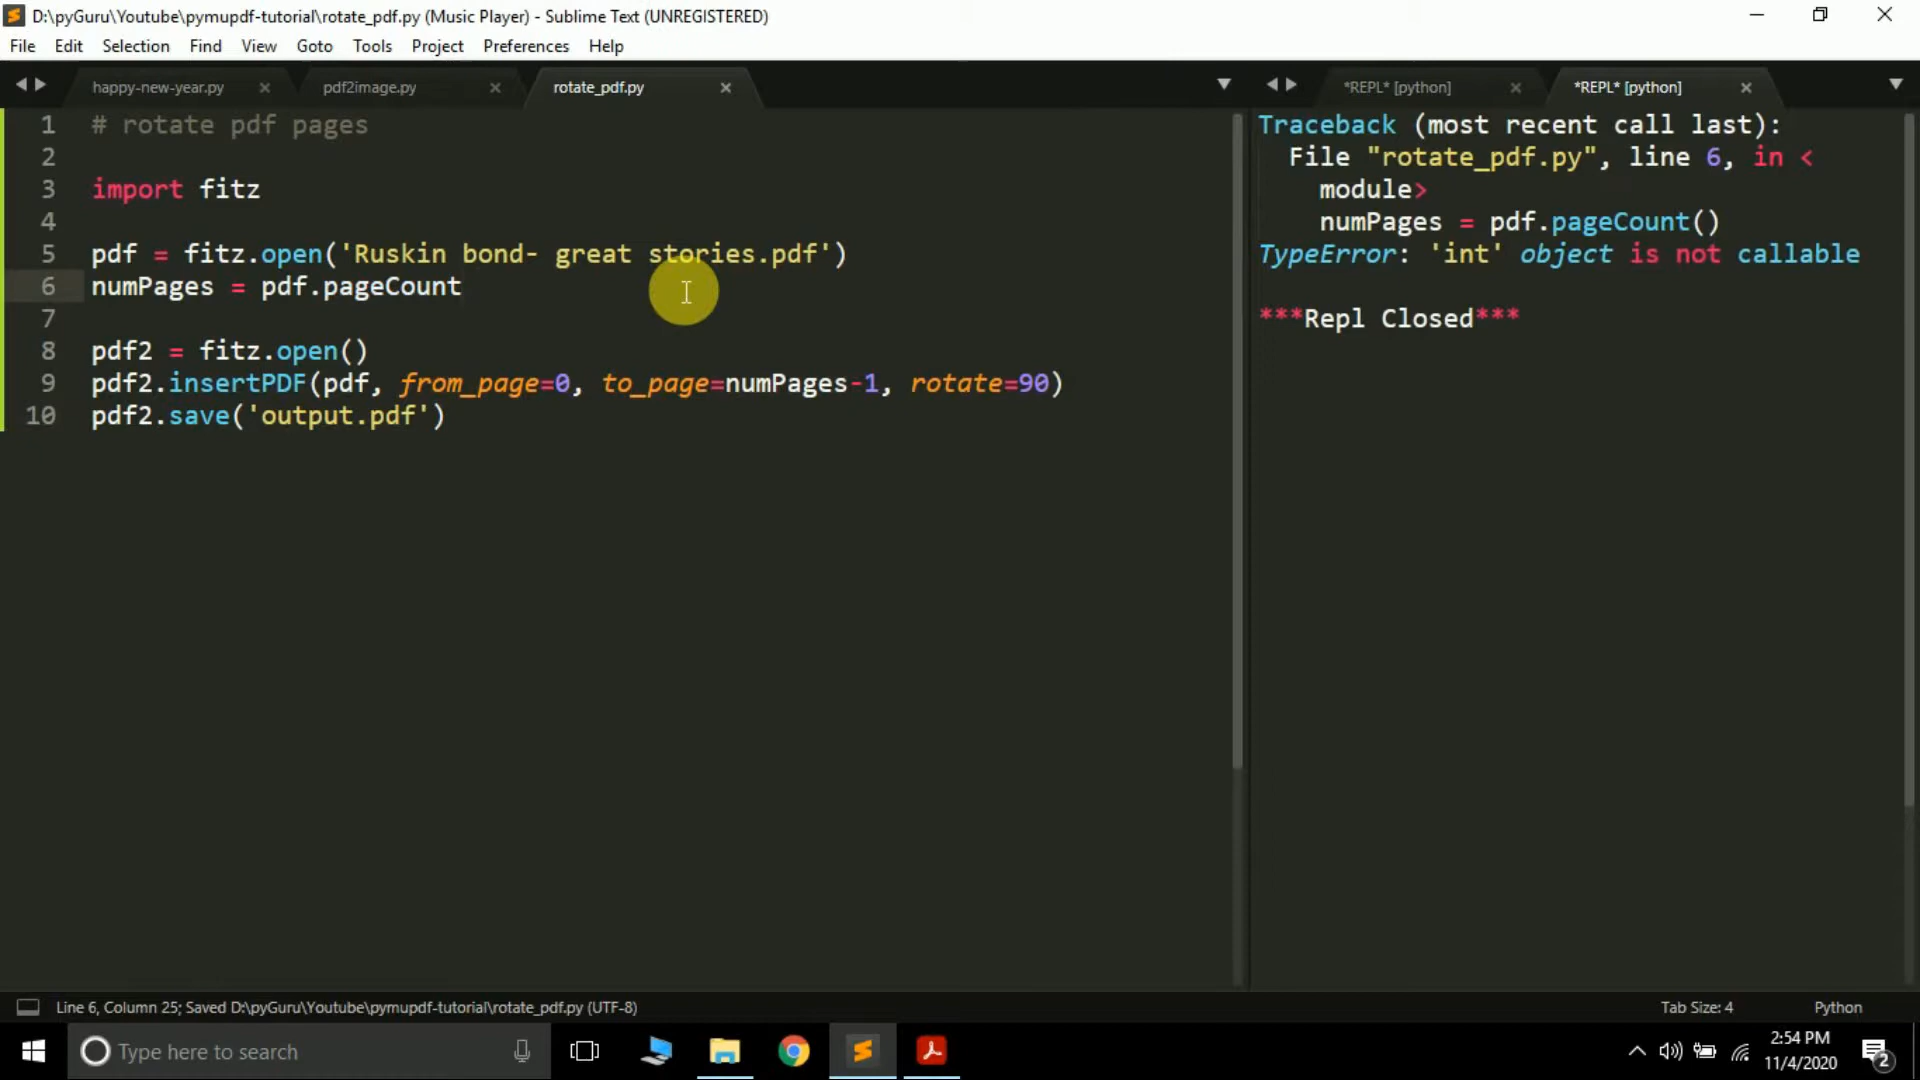 D:\pyGuru\Youtube\pymupdf-tutorial\rotate_pdf.py (Music Player) - Sublime Text (UNREGISTERED)
File Edit Selection Find View Goto Tools Project Preferences Help
happy-new-year.py pdf2image.py rotate_pdf.py
1 # rotate pdf pages
2
3 import fitz
4
5 pdf = fitz.open('Ruskin bond- great stories.pdf')
6 numPages = pdf.pageCount
7
8 pdf2 = fitz.open()
9 pdf2.insertPDF(pdf, from_page=0, to_page=numPages-1, rotate=90)
10 pdf2.save('output.pdf')
*REPL* [python] *REPL* [python]
Traceback (most recent call last):
File "rotate_pdf.py", line 6, in <
module>
numPages = pdf.pageCount()
TypeError: 'int' object is not callable
***Repl Closed***
Line 6, Column 25; Saved D:\pyGuru\Youtube\pymupdf-tutorial\rotate_pdf.py (UTF-8) Tab Size: 4 Python
Type here to search
2:54 PM
11/4/2020
2